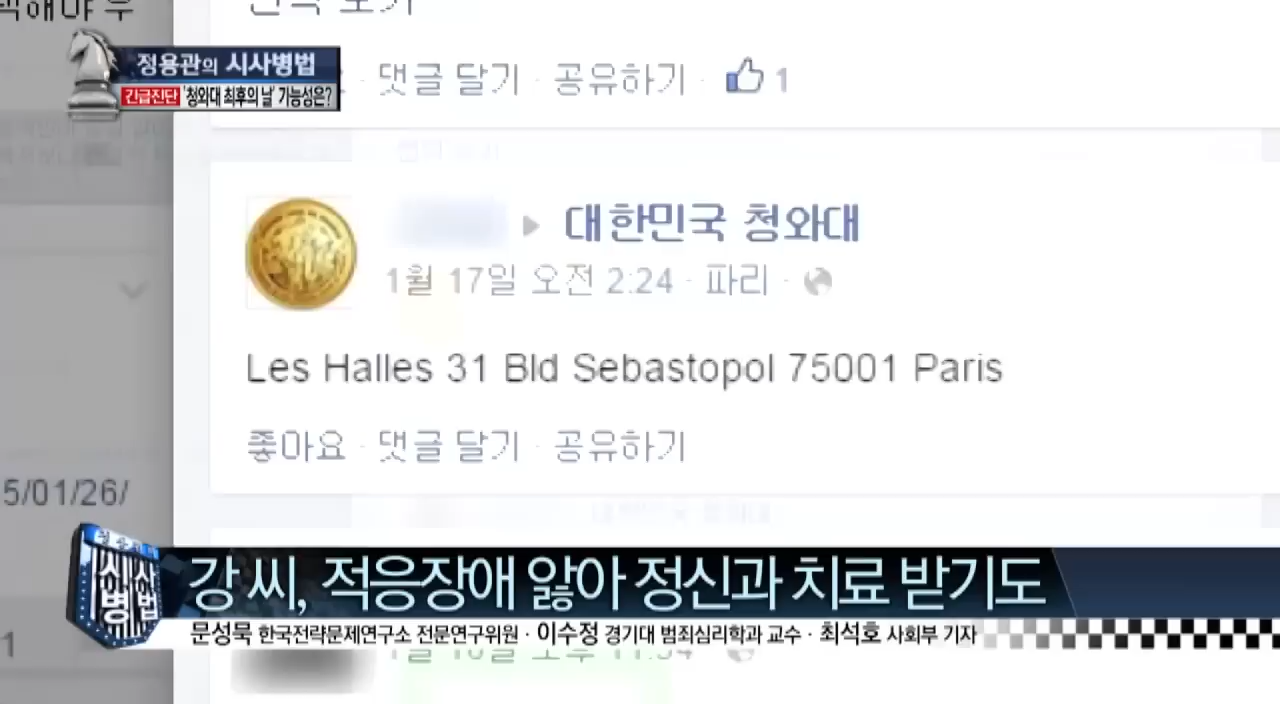 정용관의 시사병법
긴급진단 '청와대 최후의 날' 가능성은?
댓글 달기 · 공유하기 · 1
▶ 대한민국 청와대
1월 17일 오전 2:24 · 파리 ·
Les Halles 31 Bld Sebastopol 75001 Paris
좋아요 · 댓글 달기 · 공유하기
5/01/26/
시사병법
강 씨, 적응장애 앓아 정신과 치료 받기도
문성묵 한국전략문제연구소 전문연구위원 · 이수정 경기대 범죄심리학과 교수 · 최석호 사회부 기자
1